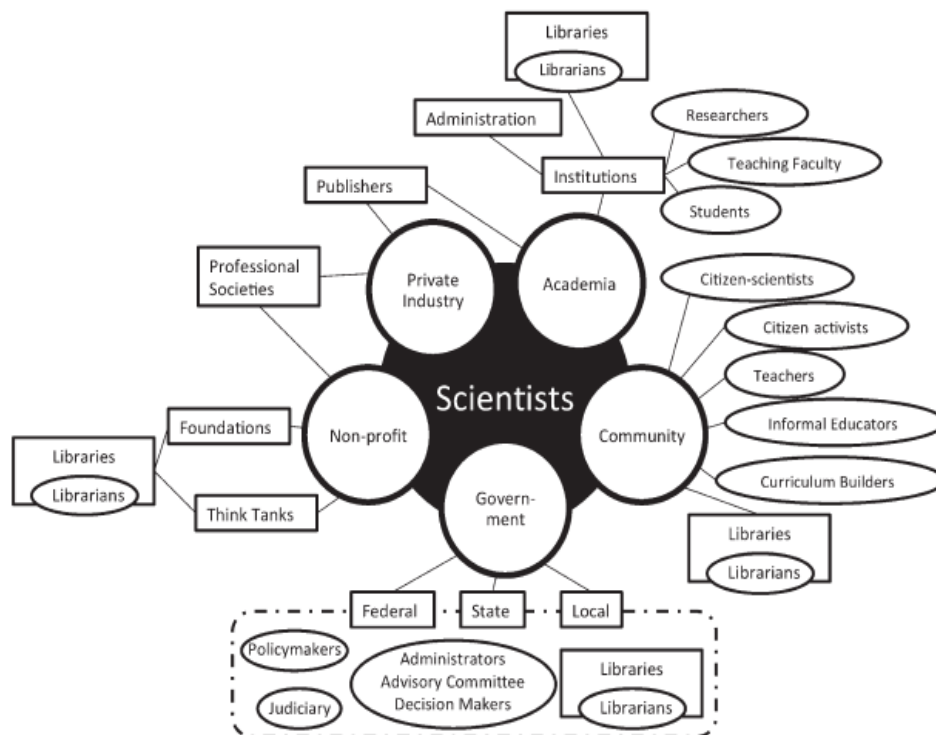 Libraries
Librarians
Administration
Researchers
Teaching Faculty
Institutions
Publishers
Students
Professional
Societies
Private
Industry
Academia
Citizen-scientists
Citizen activists
Teachers
Scientists
Foundations
Non-profit
Community
Informal Educators
Libraries
Librarians
Curriculum Builders
Think Tanks
Govern-
ment
Libraries
Librarians
Federal
State
Local
Policymakers
Administrators
Advisory Committee
Decision Makers
Judiciary
Libraries
Librarians